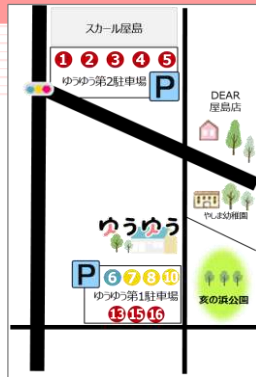 スカール屋島
1 2 3 4 5
ゆうゆう第2駐車場
P
DEAR
屋島店
やしま幼稚園
ゆうゆう
P
6 7 8 10
ゆうゆう第1駐車場
13 15 16
亥の浜公園